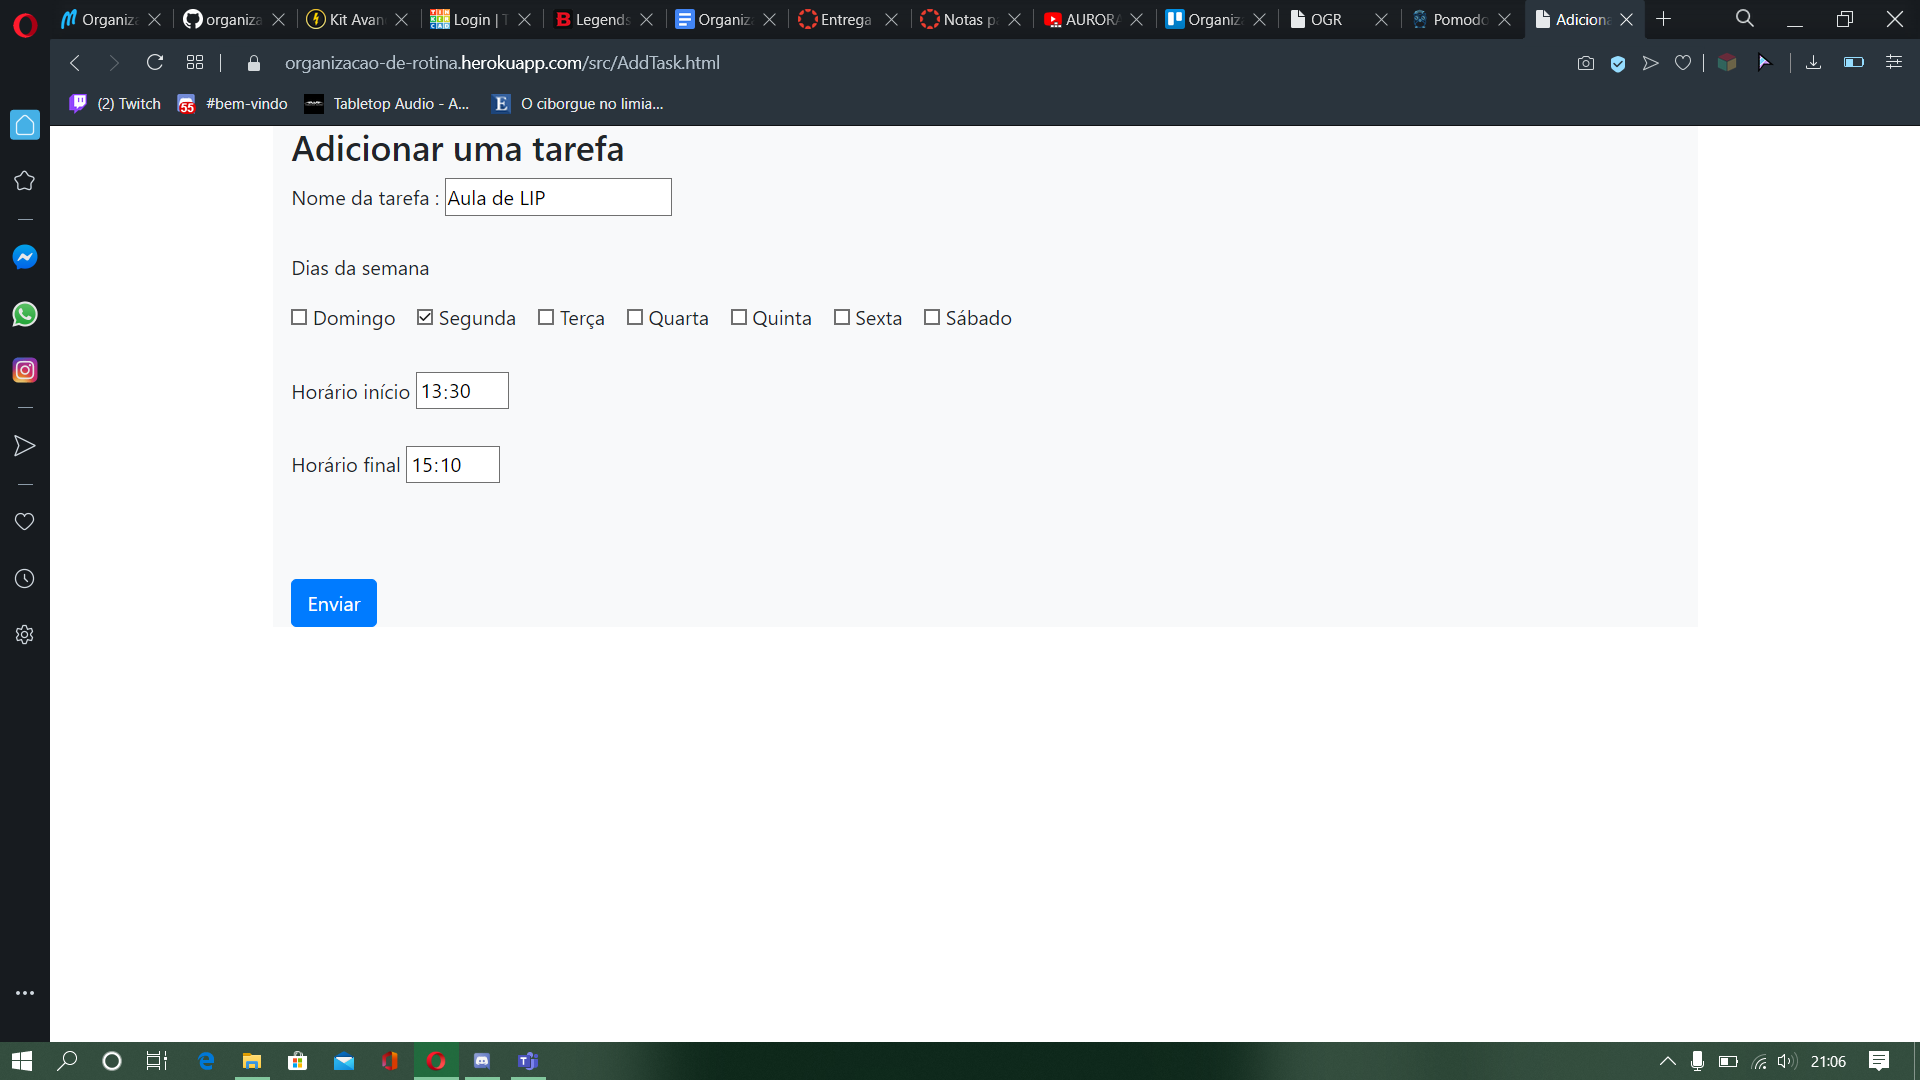 Organiz
organiza
Kit Avan
Login | T
Legends
Organiz
Entrega
Notas pa
AURORA
Organiz
OGR
Pomodo
Adiciona
organizacao-de-rotina.herokuapp.com/src/AddTask.html
(2) Twitch
55
#bem-vindo
Tabletop Audio - A...
E
O ciborgue no limia...
Adicionar uma tarefa
Nome da tarefa : Aula de LIP
Dias da semana
Domingo Segunda Terça Quarta Quinta Sexta Sábado
Horário início 13:30
Horário final 15:10
Enviar
21:06